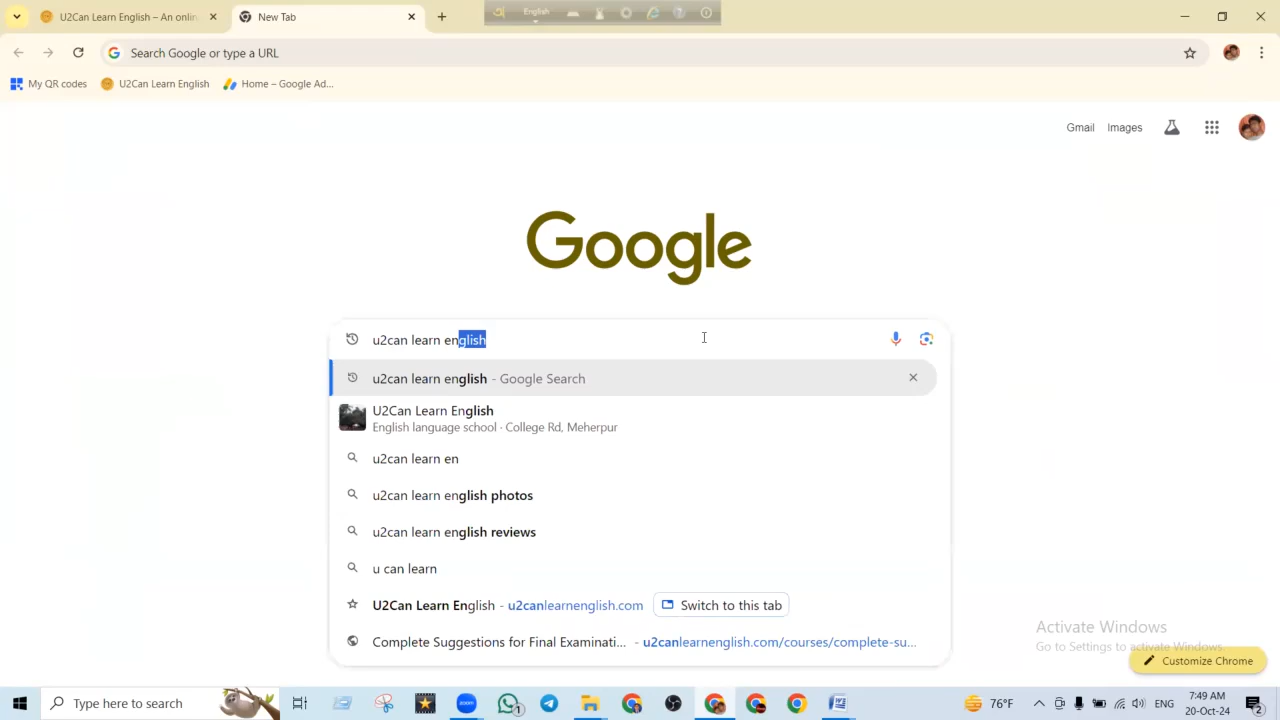 U2Can Learn English – An onlin
New Tab
English
Search Google or type a URL
My QR codes
U2Can Learn English
Home – Google Ad...
Gmail
Images
Google
u2can learn english
u2can learn english - Google Search
U2Can Learn English
English language school · College Rd, Meherpur
u2can learn en
u2can learn english photos
u2can learn english reviews
u can learn
U2Can Learn English - u2canlearnenglish.com
Switch to this tab
Complete Suggestions for Final Examinati... - u2canlearnenglish.com/courses/complete-su...
Activate Windows
Go to Settings to activate Windows.
Customize Chrome
Type here to search
zoom
1
76°F
ENG
7:49 AM
20-Oct-24
2